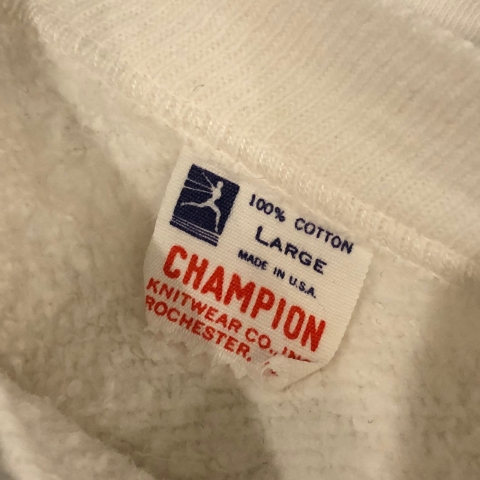 100% COTTON
LARGE
MADE IN U.S.A.
CHAMPION
KNITWEAR CO., INC
ROCHESTER,